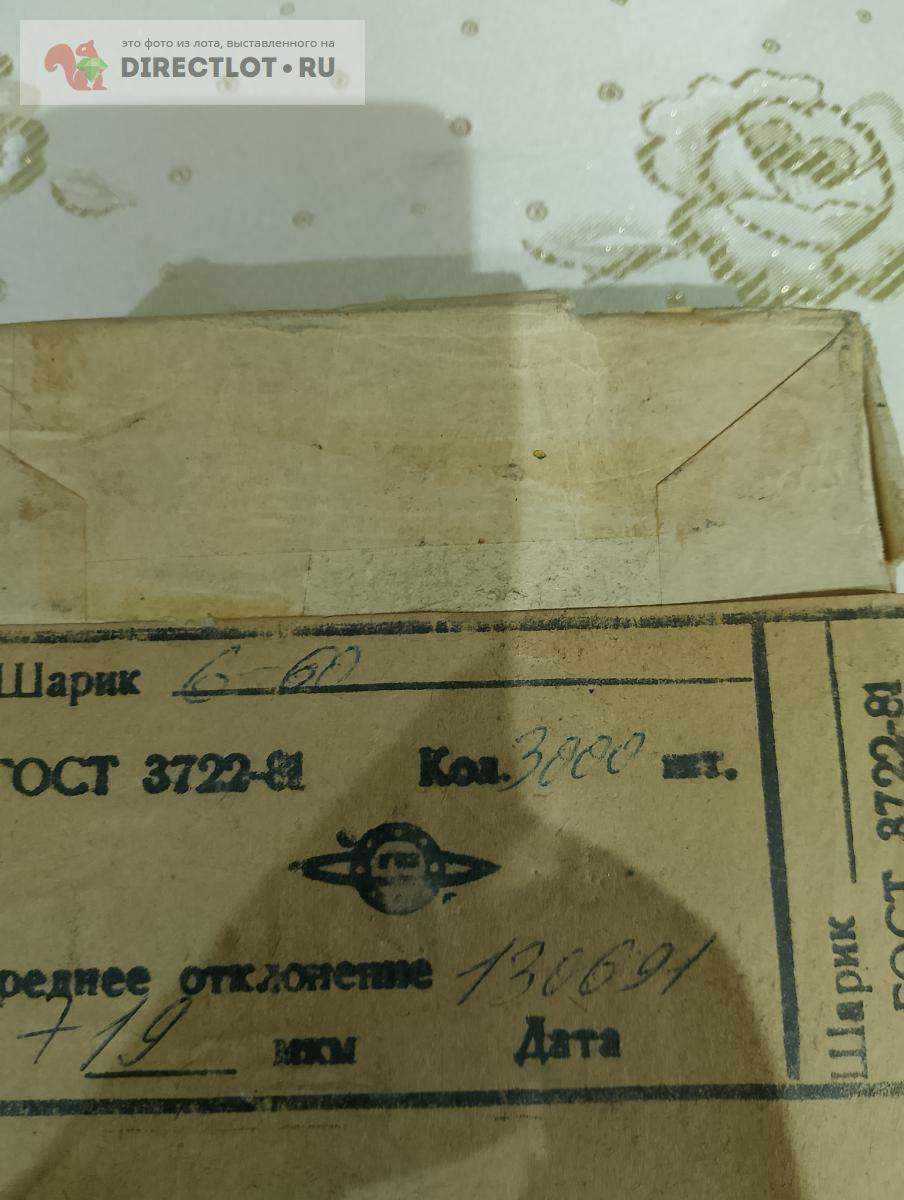 это фото из лота, выставленного на
DIRECTLOT•RU
Шарик 6-60
ГОСТ 3722-81 Кол. 3000 шт.
реднее отклонение 130691
+19 мкм Дата
Шарик
ГОСТ 3722-81